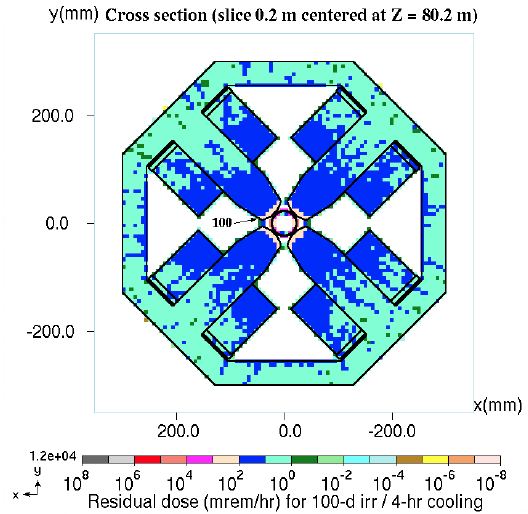 y(mm) Cross section (slice 0.2 m centered at Z = 80.2 m)
200.0
100
0.0
-200.0
x(mm)
200.0 0.0 -200.0
1.2e+04
10^8 10^6 10^4 10^2 10^0 10^-2 10^-4 10^-6 10^-8
y
x
Residual dose (mrem/hr) for 100-d irr / 4-hr cooling